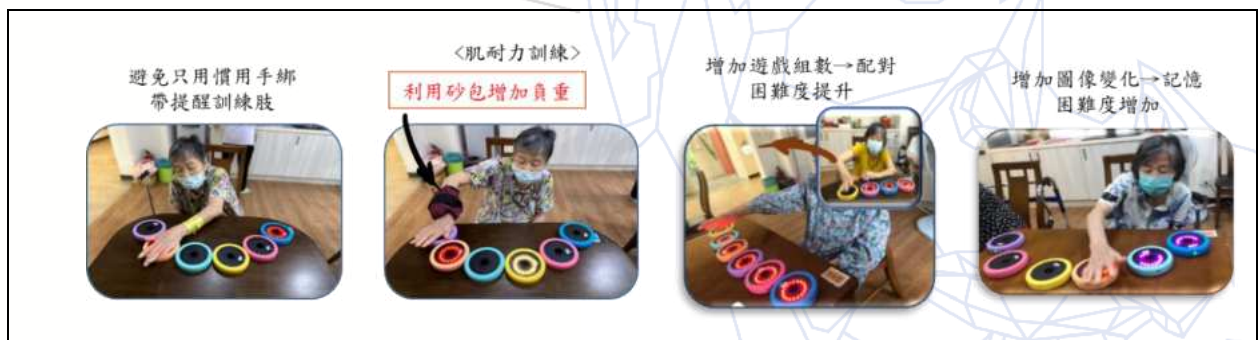 避免只用慣用手綁
帶提醒訓練肢
<肌耐力訓練>
利用砂包增加負重
增加遊戲組數→配對
困難度提升
增加圖像變化→記憶
困難度增加